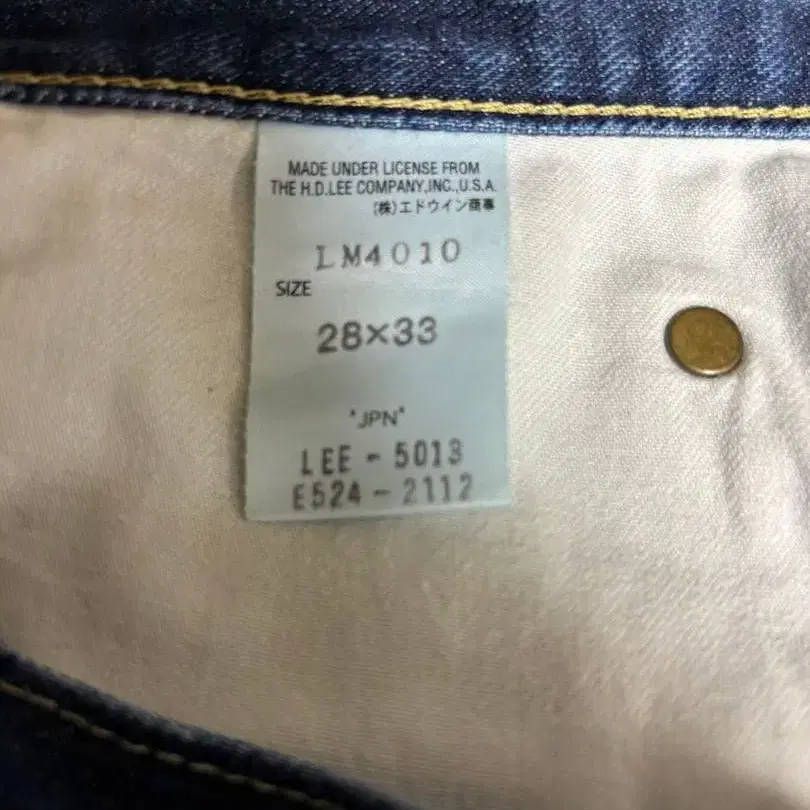 MADE UNDER LICENSE FROM
THE H.D.LEE COMPANY,INC.,U.S.A.
(株)エドウイン商事
LM4010
SIZE
28×33
"JPN"
LEE - 5013
E524 - 2112